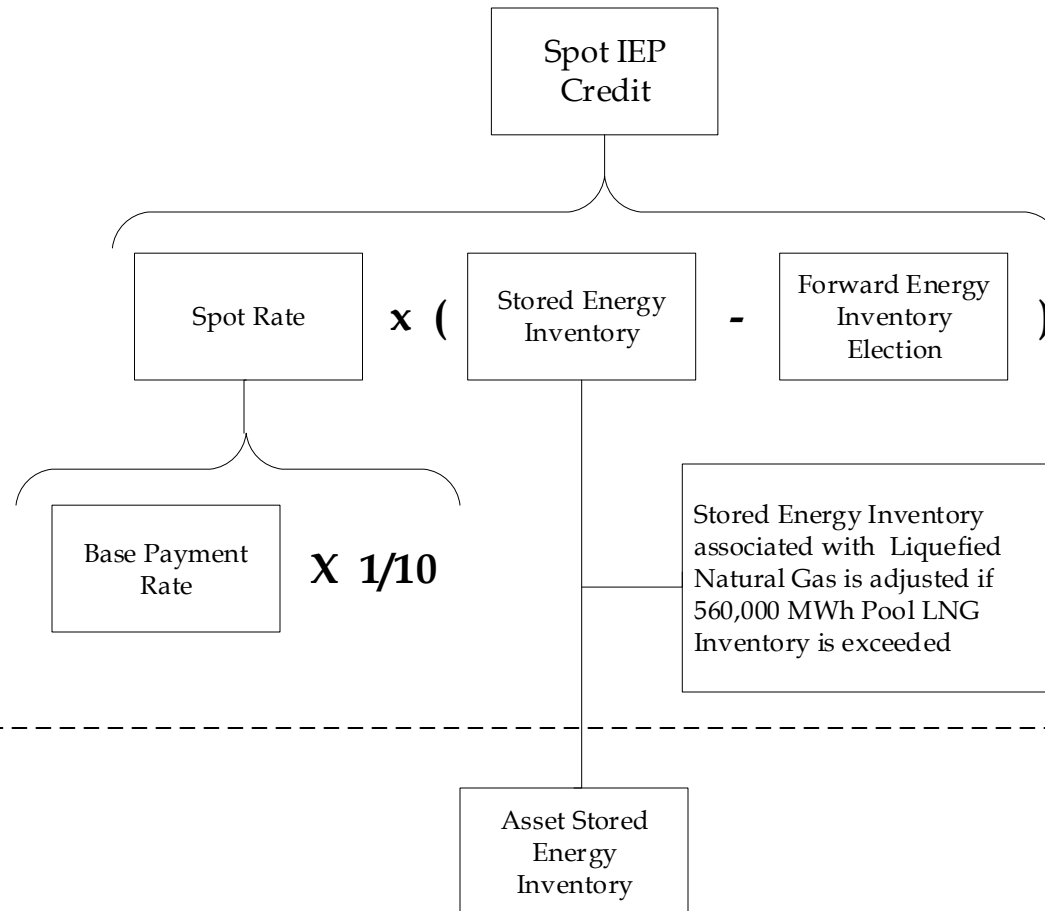 Spot IEP
Credit
Spot Rate
x (
Stored Energy
Inventory
-
Forward Energy
Inventory
Election
)
Base Payment
Rate
X 1/10
Stored Energy Inventory
associated with Liquefied
Natural Gas is adjusted if
560,000 MWh Pool LNG
Inventory is exceeded
Asset Stored
Energy
Inventory